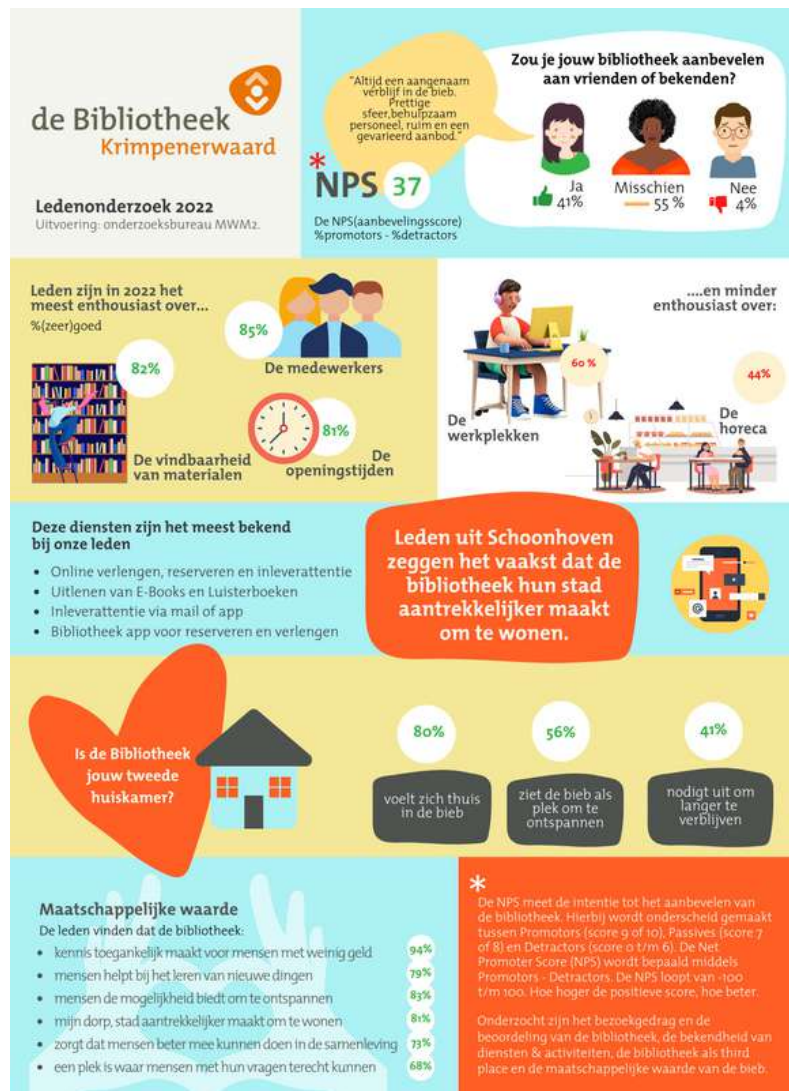 de Bibliotheek
Krimpenerwaard
Ledenonderzoek 2022
Uitvoering: onderzoeksbureau MWM2.
"Altijd een aangenaam
verblijf in de bieb.
Prettige
sfeer,behulpzaam
personeel, ruim en een
gevarieerd aanbod."
*
NPS 37
De NPS(aanbevelingsscore)
%promotors - %detractors
Zou je jouw bibliotheek aanbevelen
aan vrienden of bekenden?
Ja
41%
Misschien
55 %
Nee
4%
Leden zijn in 2022 het
meest enthousiast over...
%(zeer)goed
82%
De vindbaarheid
van materialen
85%
De medewerkers
81%
De
openingstijden
....en minder
enthousiast over:
60 %
De
werkplekken
44%
De
horeca
Deze diensten zijn het meest bekend
bij onze leden
• Online verlengen, reserveren en inleverattentie
• Uitlenen van E-Books en Luisterboeken
• Inleverattentie via mail of app
• Bibliotheek app voor reserveren en verlengen
Leden uit Schoonhoven
zeggen het vaakst dat de
bibliotheek hun stad
aantrekkelijker maakt
om te wonen.
@
Is de Bibliotheek
jouw tweede
huiskamer?
80%
voelt zich thuis
in de bieb
56%
ziet de bieb als
plek om te
ontspannen
41%
nodigt uit om
langer te
verblijven
Maatschappelijke waarde
De leden vinden dat de bibliotheek:
• kennis toegankelijk maakt voor mensen met weinig geld 94%
• mensen helpt bij het leren van nieuwe dingen 79%
• mensen de mogelijkheid biedt om te ontspannen 83%
• mijn dorp, stad aantrekkelijker maakt om te wonen 81%
• zorgt dat mensen beter mee kunnen doen in de samenleving 73%
• een plek is waar mensen met hun vragen terecht kunnen 68%
*
De NPS meet de intentie tot het aanbevelen van
de bibliotheek. Hierbij wordt onderscheid gemaakt
tussen Promotors (score 9 of 10), Passives (score 7
of 8) en Detractors (score 0 t/m 6). De Net
Promoter Score (NPS) wordt bepaald middels
Promotors - Detractors. De NPS loopt van -100
t/m 100. Hoe hoger de positieve score, hoe beter.
Onderzocht zijn het bezoekgedrag en de
beoordeling van de bibliotheek, de bekendheid van
diensten & activiteiten, de bibliotheek als third
place en de maatschappelijke waarde van de bieb.